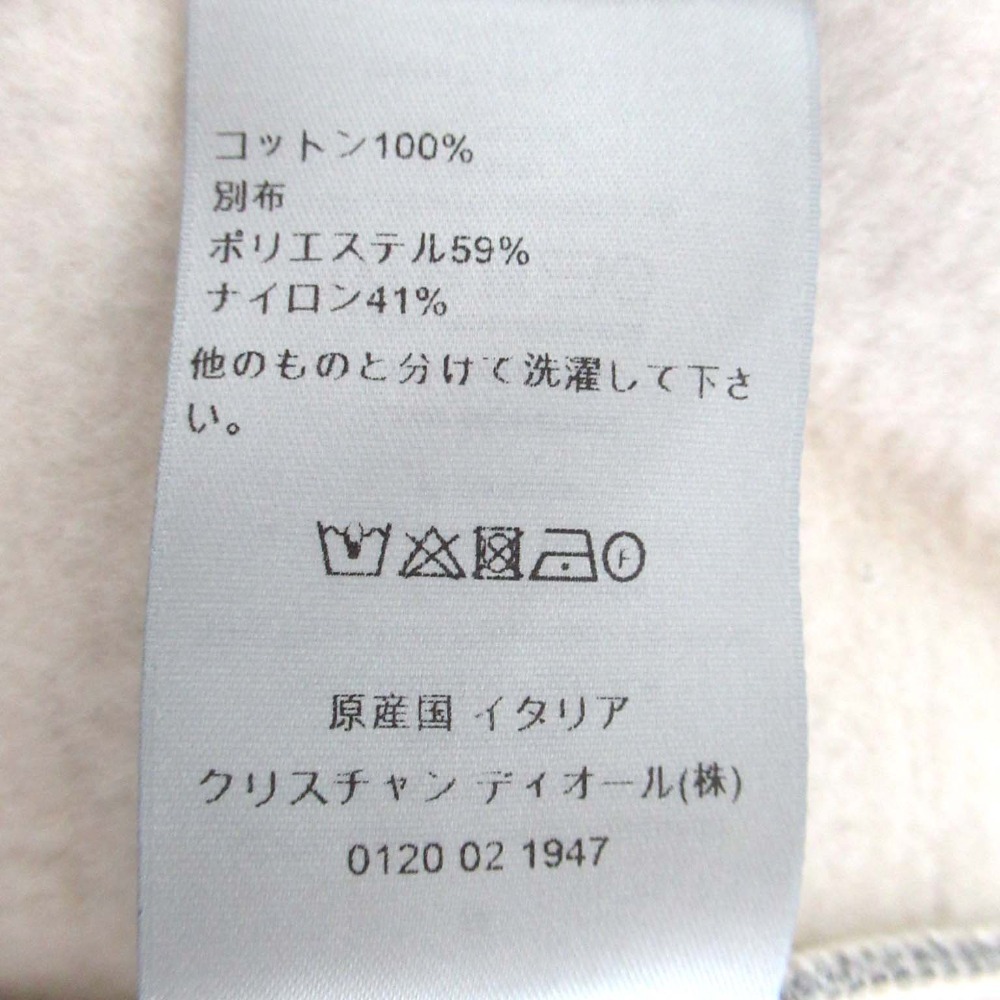 コットン100%
別布
ポリエステル59%
ナイロン41%
他のものと分けて洗濯して下さ
い。
F
原産国 イタリア
クリスチャン ディオール(株)
0120 02 1947